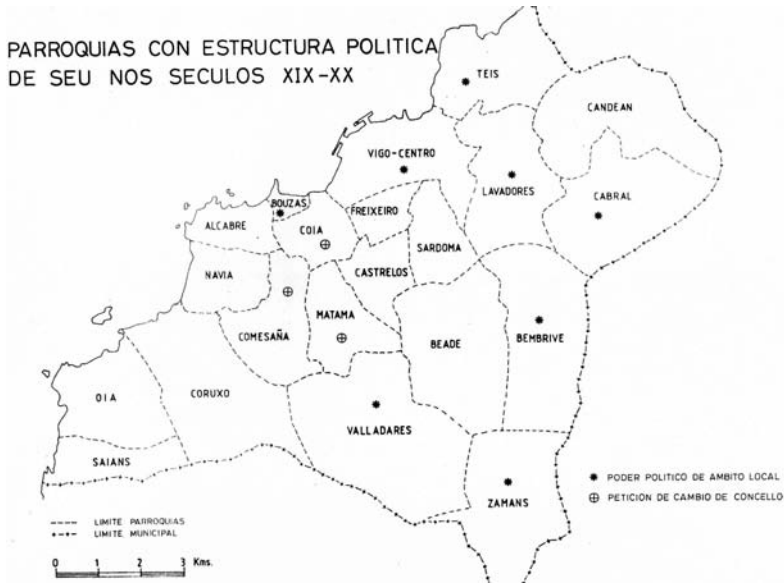 PARROQUIAS CON ESTRUCTURA POLITICA
DE SEU NOS SECULOS XIX-XX
TEIS
CANDEAN
VIGO-CENTRO
LAVADORES
CABRAL
BOUZAS
FREIXEIRO
ALCABRE
COIA
SARDOMA
NAVIA
CASTRELOS
MATAMA
COMESAÑA
BEADE
BEMBRIVE
OIA
CORUXO
VALLADARES
SAIANS
ZAMANS
PODER POLITICO DE AMBITO LOCAL
PETICION DE CAMBIO DE CONCELLO
LIMITE PARROQUIAS
LIMITE MUNICIPAL
0 1 2 3 Kms.